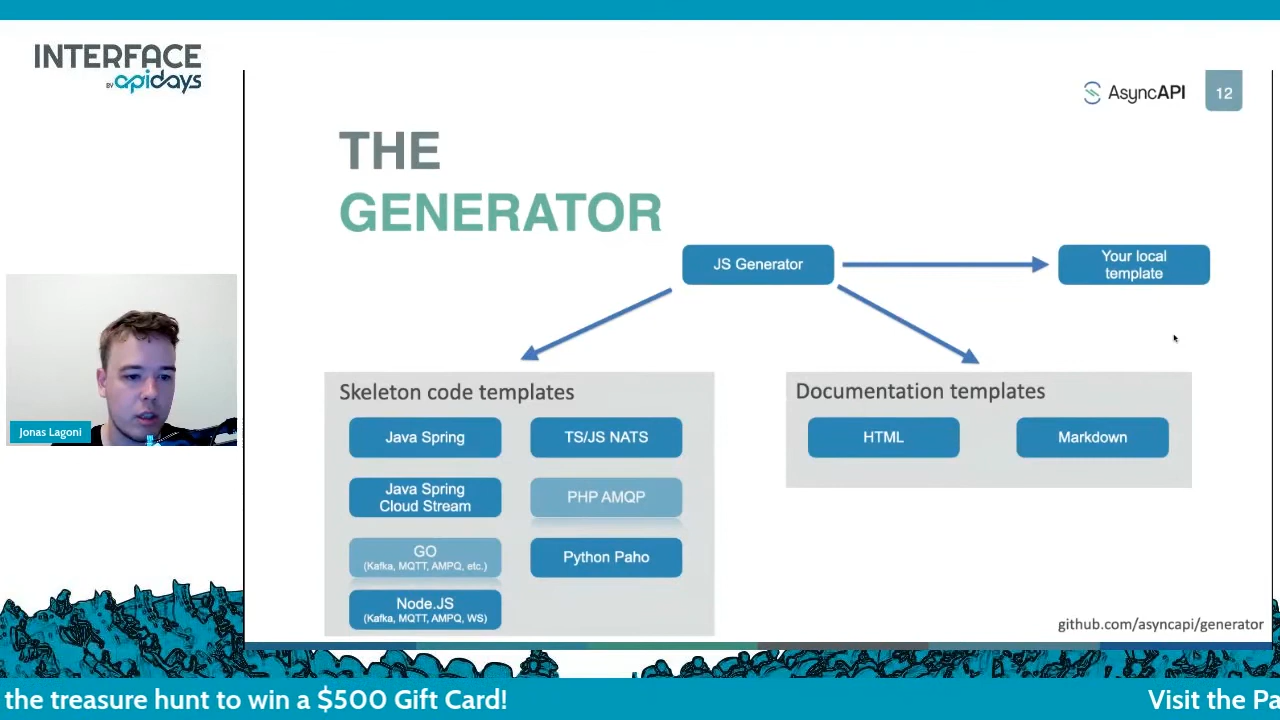 INTERFACE
BY apidays
AsyncAPI
12
THE
GENERATOR
JS Generator
Your local
template
Skeleton code templates
Java Spring
TS/JS NATS
Java Spring
Cloud Stream
PHP AMQP
GO
(Kafka, MQTT, AMPQ, etc.)
Python Paho
Node.JS
(Kafka, MQTT, AMPQ, WS)
Documentation templates
HTML
Markdown
Jonas Lagoni
github.com/asyncapi/generator
the treasure hunt to win a $500 Gift Card!
Visit the Pa